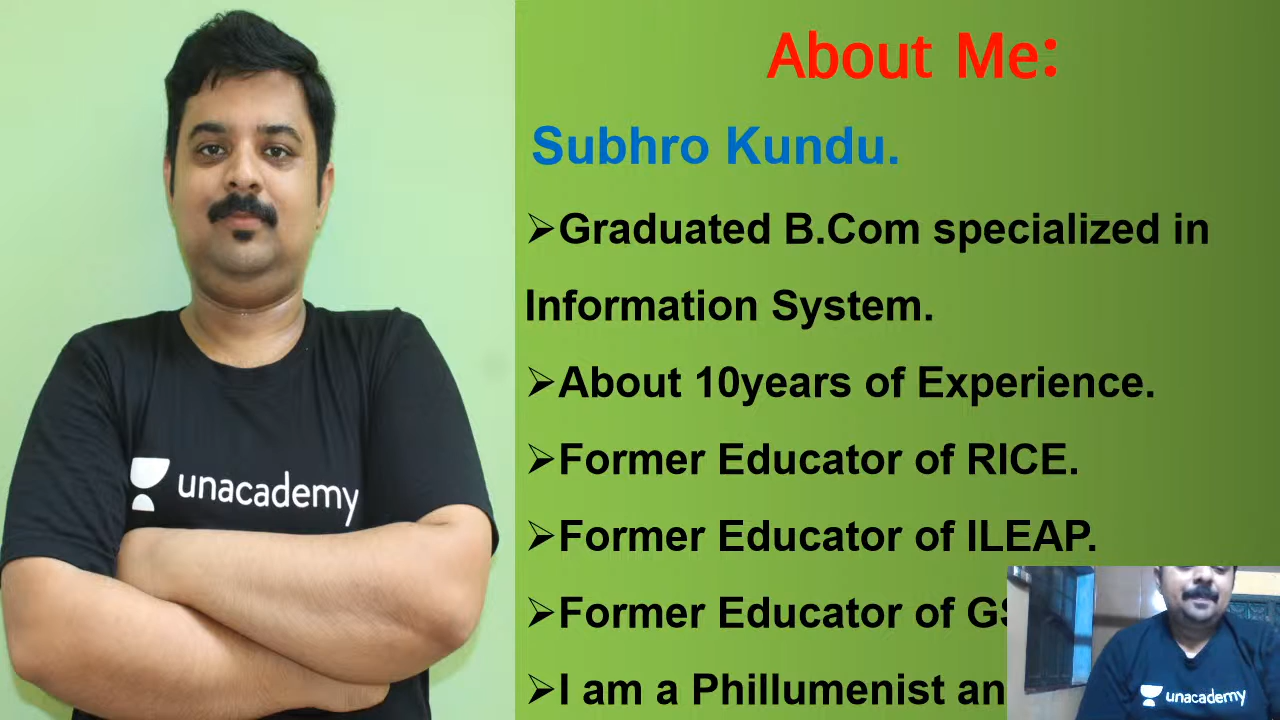 About Me:
Subhro Kundu.
➢Graduated B.Com specialized in
Information System.
➢About 10years of Experience.
➢Former Educator of RICE.
➢Former Educator of ILEAP.
➢Former Educator of
➢I am a Phillumenist
unacademy
unacademy